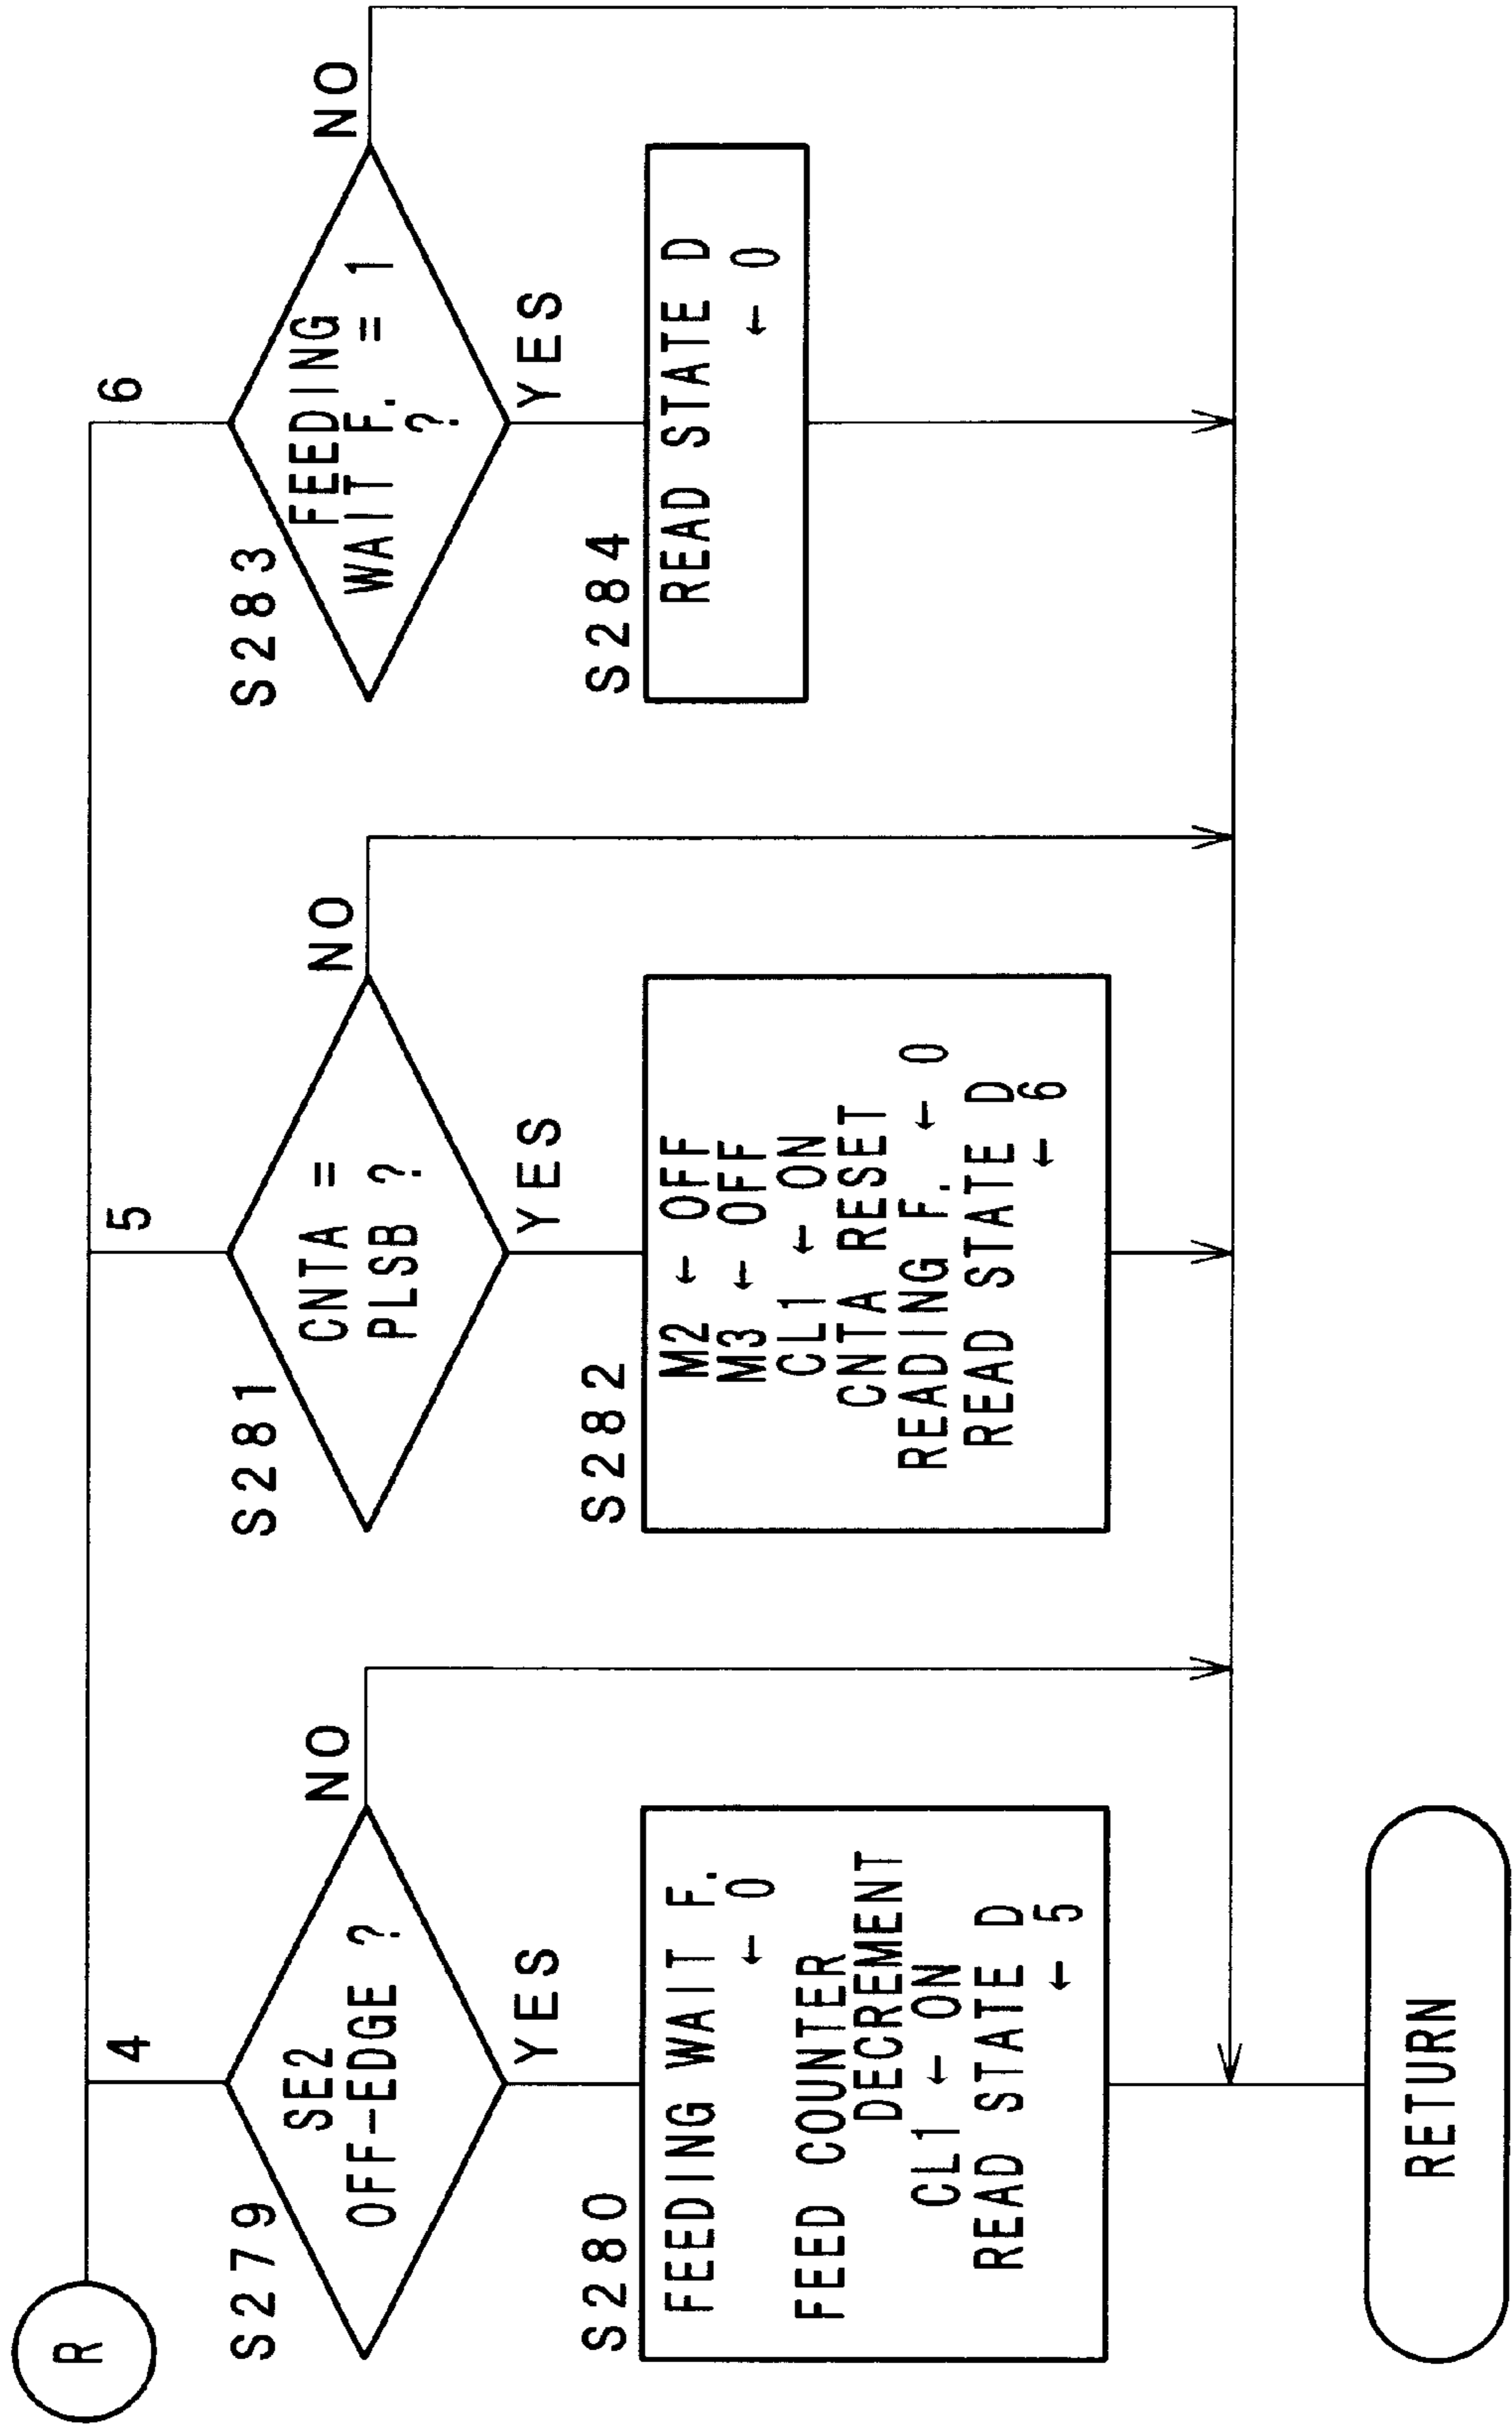 R
4
S279
SE2
OFF-EDGE ?
NO
YES
S280
FEEDING WAIT F.
← 0
FEED COUNTER
DECREMENT
CL1 ← ON
READ STATE D
← 5
5
S281
CNTA =
PLSB ?
NO
YES
S282
M2 ← OFF
M3 ← OFF
CL1 ← ON
CNTA RESET
READING F. ← 0
READ STATE D
← 6
6
S283
FEEDING
WAIT F. = 1
?
NO
YES
S284
READ STATE D
← 0
RETURN